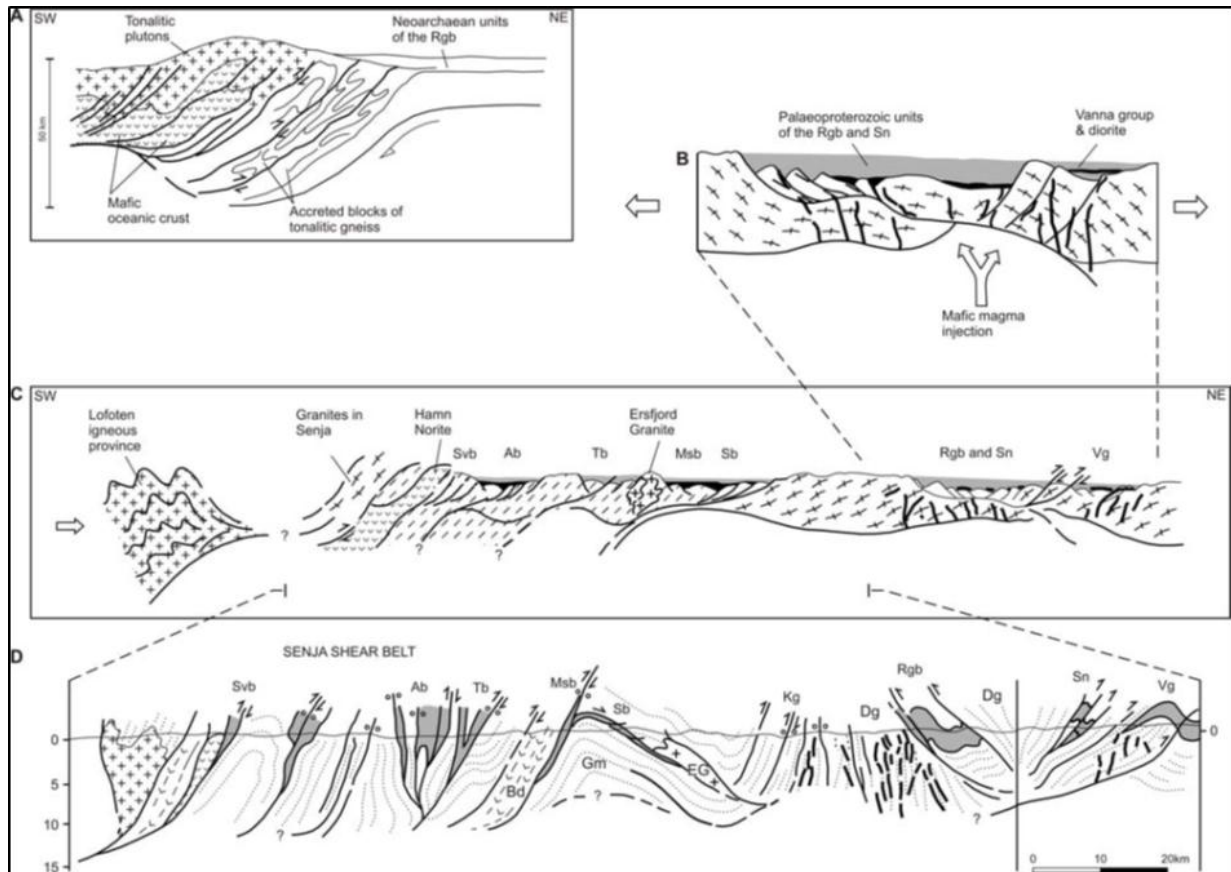 A
SW
NE
Tonalitic
plutons
Neoarchaean units
of the Rgb
50 km
Mafic
oceanic crust
Accreted blocks of
tonalitic gneiss
B
Palaeoproterozoic units
of the Rgb and Sn
Vanna group
& diorite
Mafic magma
injection
C
SW
NE
Lofoten
igneous
province
Granites in
Senja
Hamn
Norite
Svb
Ab
Tb
Ersfjord
Granite
Msb
Sb
Rgb and Sn
Vg
?
?
?
?
D
SENJA SHEAR BELT
Svb
Ab
Tb
Msb
Sb
Kg
Dg
Rgb
Dg
Sn
Vg
0
5
10
15
0
Bd
Gm
EG
?
?
?
0 10 20km